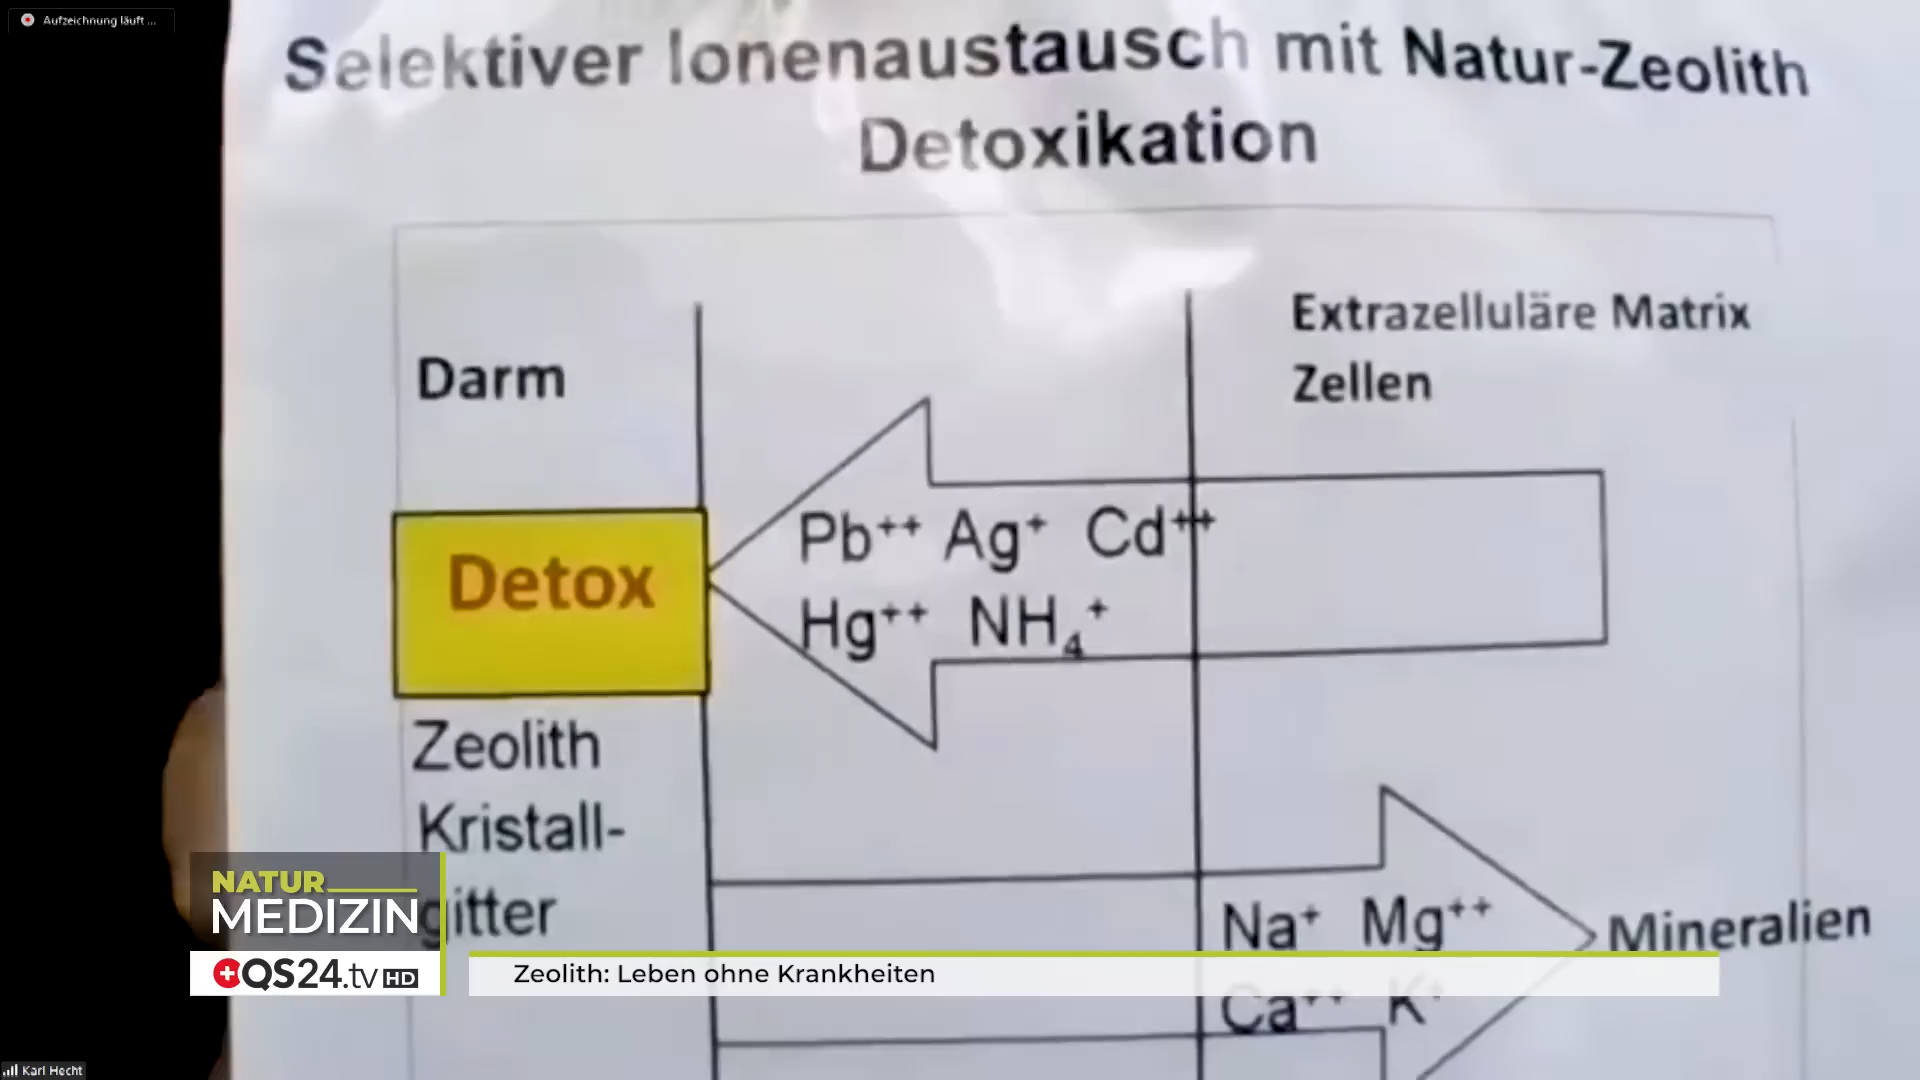 Aufzeichnung läuft ...
Selektiver Ionenaustausch mit Natur-Zeolith
Detoxikation
Extrazelluläre Matrix
Zellen
Darm
Pb⁺⁺ Ag⁺ Cd⁺⁺
Detox
Hg⁺⁺ NH₄⁺
Zeolith
Kristall-
gitter
Na⁺ Mg⁺⁺
Mineralien
Ca⁺⁺ K⁺
NATUR
MEDIZIN
QS24.tv HD
Zeolith: Leben ohne Krankheiten
Karl Hecht